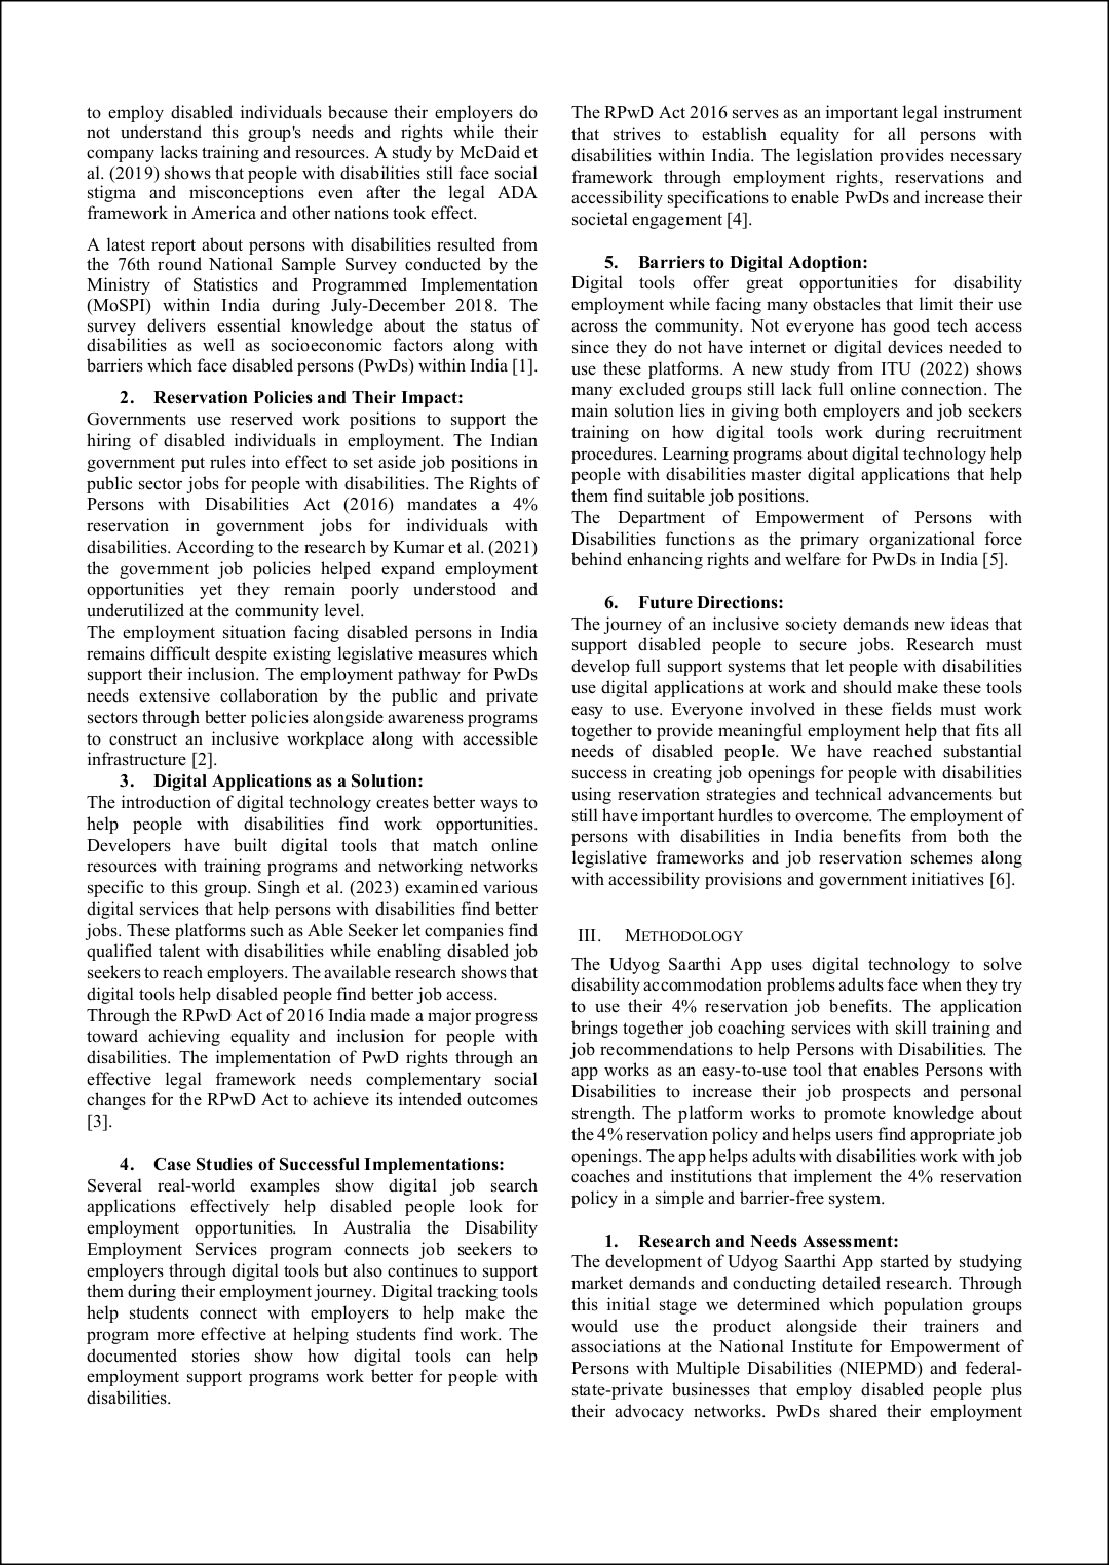 to employ disabled individuals because their employers do
not understand this group's needs and rights while their
company lacks training and resources. A study by McDaid et
al. (2019) shows that people with disabilities still face social
stigma and misconceptions even after the legal ADA
framework in America and other nations took effect.
A latest report about persons with disabilities resulted from
the 76th round National Sample Survey conducted by the
Ministry of Statistics and Programmed Implementation
(MoSPI) within India during July-December 2018. The
survey delivers essential knowledge about the status of
disabilities as well as socioeconomic factors along with
barriers which face disabled persons (PwDs) within India [1].
2. Reservation Policies and Their Impact:
Governments use reserved work positions to support the
hiring of disabled individuals in employment. The Indian
government put rules into effect to set aside job positions in
public sector jobs for people with disabilities. The Rights of
Persons with Disabilities Act (2016) mandates a 4%
reservation in government jobs for individuals with
disabilities. According to the research by Kumar et al. (2021)
the government job policies helped expand employment
opportunities yet they remain poorly understood and
underutilized at the community level.
The employment situation facing disabled persons in India
remains difficult despite existing legislative measures which
support their inclusion. The employment pathway for PwDs
needs extensive collaboration by the public and private
sectors through better policies alongside awareness programs
to construct an inclusive workplace along with accessible
infrastructure [2].
3. Digital Applications as a Solution:
The introduction of digital technology creates better ways to
help people with disabilities find work opportunities.
Developers have built digital tools that match online
resources with training programs and networking networks
specific to this group. Singh et al. (2023) examined various
digital services that help persons with disabilities find better
jobs. These platforms such as Able Seeker let companies find
qualified talent with disabilities while enabling disabled job
seekers to reach employers. The available research shows that
digital tools help disabled people find better job access.
Through the RPwD Act of 2016 India made a major progress
toward achieving equality and inclusion for people with
disabilities. The implementation of PwD rights through an
effective legal framework needs complementary social
changes for the RPwD Act to achieve its intended outcomes
[3].
4. Case Studies of Successful Implementations:
Several real-world examples show digital job search
applications effectively help disabled people look for
employment opportunities. In Australia the Disability
Employment Services program connects job seekers to
employers through digital tools but also continues to support
them during their employment journey. Digital tracking tools
help students connect with employers to help make the
program more effective at helping students find work. The
documented stories show how digital tools can help
employment support programs work better for people with
disabilities.
The RPwD Act 2016 serves as an important legal instrument
that strives to establish equality for all persons with
disabilities within India. The legislation provides necessary
framework through employment rights, reservations and
accessibility specifications to enable PwDs and increase their
societal engagement [4].
5. Barriers to Digital Adoption:
Digital tools offer great opportunities for disability
employment while facing many obstacles that limit their use
across the community. Not everyone has good tech access
since they do not have internet or digital devices needed to
use these platforms. A new study from ITU (2022) shows
many excluded groups still lack full online connection. The
main solution lies in giving both employers and job seekers
training on how digital tools work during recruitment
procedures. Learning programs about digital technology help
people with disabilities master digital applications that help
them find suitable job positions.
The Department of Empowerment of Persons with
Disabilities functions as the primary organizational force
behind enhancing rights and welfare for PwDs in India [5].
6. Future Directions:
The journey of an inclusive society demands new ideas that
support disabled people to secure jobs. Research must
develop full support systems that let people with disabilities
use digital applications at work and should make these tools
easy to use. Everyone involved in these fields must work
together to provide meaningful employment help that fits all
needs of disabled people. We have reached substantial
success in creating job openings for people with disabilities
using reservation strategies and technical advancements but
still have important hurdles to overcome. The employment of
persons with disabilities in India benefits from both the
legislative frameworks and job reservation schemes along
with accessibility provisions and government initiatives [6].
III. METHODOLOGY
The Udyog Saarthi App uses digital technology to solve
disability accommodation problems adults face when they try
to use their 4% reservation job benefits. The application
brings together job coaching services with skill training and
job recommendations to help Persons with Disabilities. The
app works as an easy-to-use tool that enables Persons with
Disabilities to increase their job prospects and personal
strength. The platform works to promote knowledge about
the 4% reservation policy and helps users find appropriate job
openings. The app helps adults with disabilities work with job
coaches and institutions that implement the 4% reservation
policy in a simple and barrier-free system.
1. Research and Needs Assessment:
The development of Udyog Saarthi App started by studying
market demands and conducting detailed research. Through
this initial stage we determined which population groups
would use the product alongside their trainers and
associations at the National Institute for Empowerment of
Persons with Multiple Disabilities (NIEPMD) and federal-
state-private businesses that employ disabled people plus
their advocacy networks. PwDs shared their employment